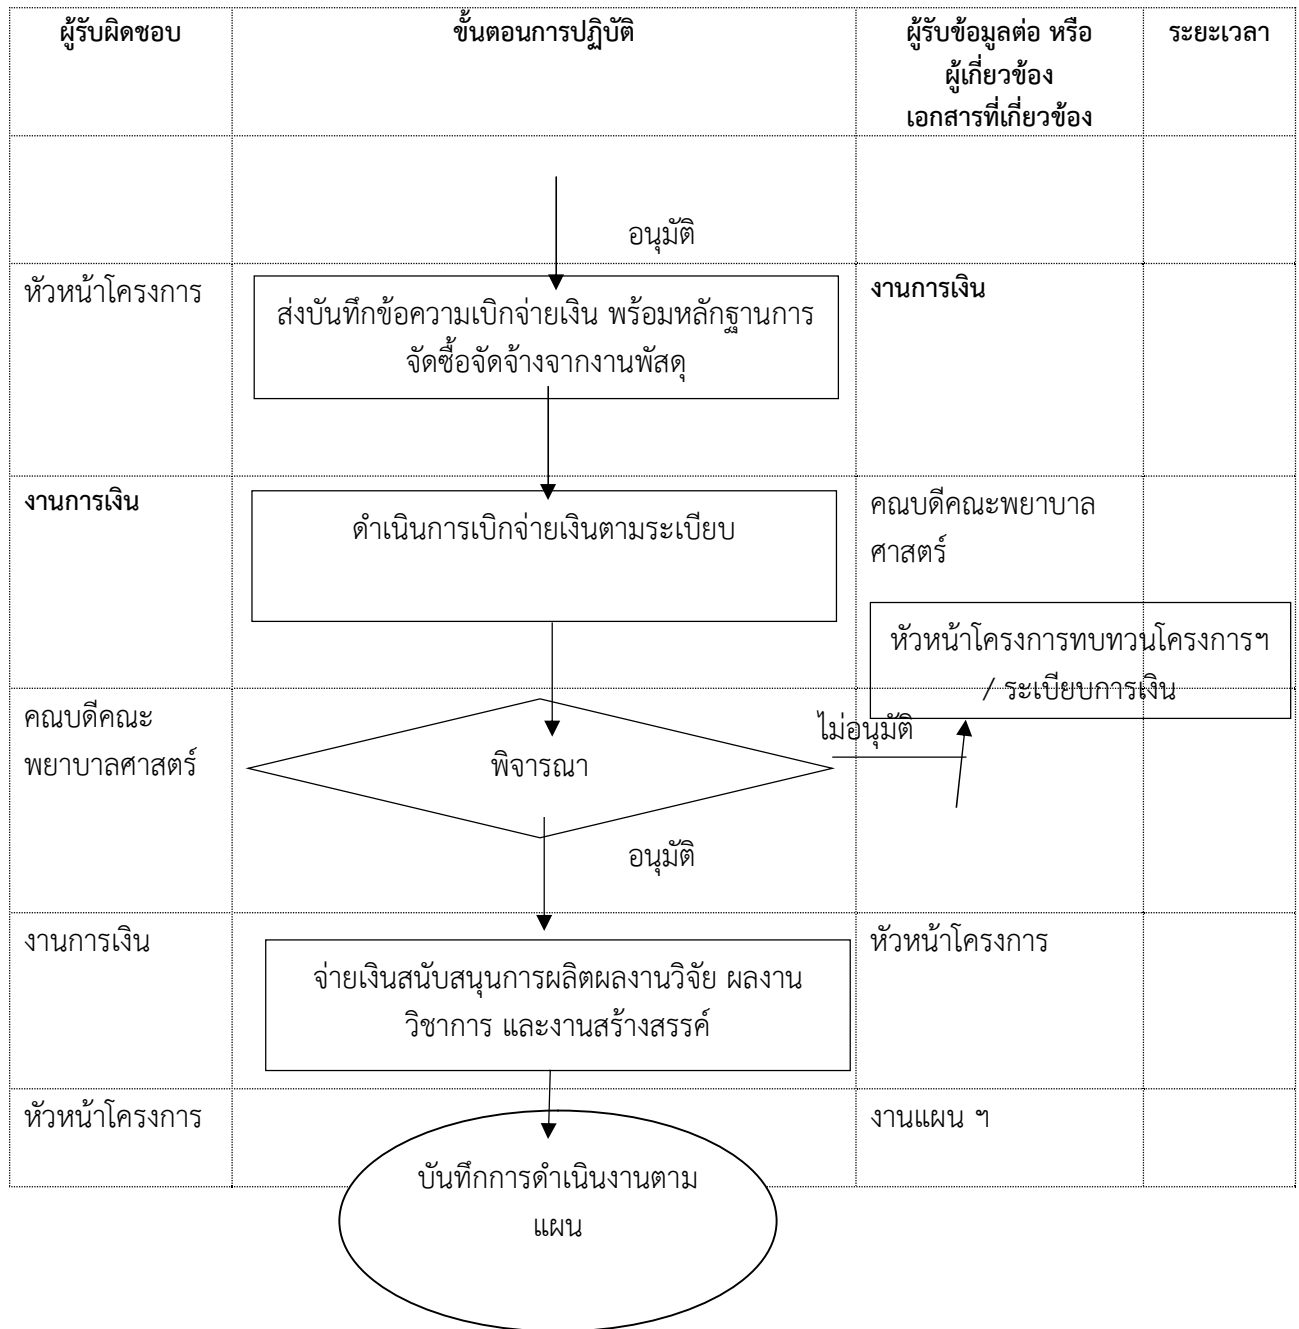 ผู้รับผิดชอบ
ขั้นตอนการปฏิบัติ
ผู้รับข้อมูลต่อ หรือ
ผู้เกี่ยวข้อง
เอกสารที่เกี่ยวข้อง
ระยะเวลา
อนุมัติ
หัวหน้าโครงการ
ส่งบันทึกข้อความเบิกจ่ายเงิน พร้อมหลักฐานการ
จัดซื้อจัดจ้างจากงานพัสดุ
งานการเงิน
งานการเงิน
ดำเนินการเบิกจ่ายเงินตามระเบียบ
คณบดีคณะพยาบาล
ศาสตร์
หัวหน้าโครงการทบทวนโครงการฯ
/ ระเบียบการเงิน
คณบดีคณะ
พยาบาลศาสตร์
พิจารณา
ไม่อนุมัติ
อนุมัติ
งานการเงิน
จ่ายเงินสนับสนุนการผลิตผลงานวิจัย ผลงาน
วิชาการ และงานสร้างสรรค์
หัวหน้าโครงการ
หัวหน้าโครงการ
บันทึกการดำเนินงานตาม
แผน
งานแผน ฯ